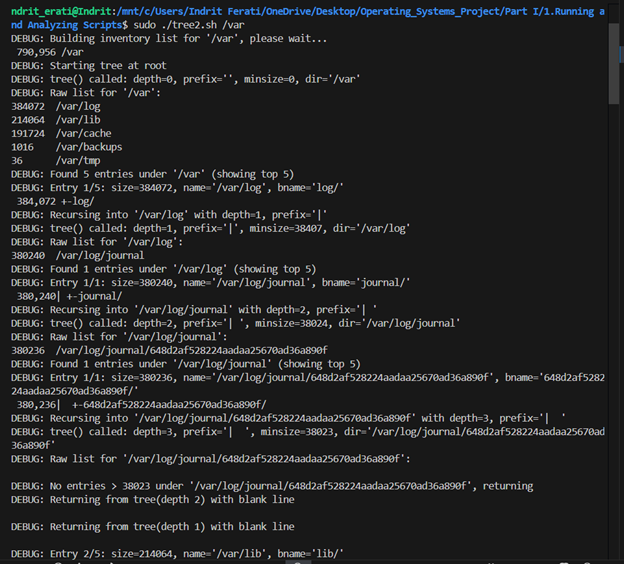 ndrit_erati@Indrit:/mnt/c/Users/Indrit Ferati/OneDrive/Desktop/Operating_Systems_Project/Part I/1.Running a
nd Analyzing Scripts$ sudo ./tree2.sh /var
DEBUG: Building inventory list for '/var', please wait...
 790,956 /var
DEBUG: Starting tree at root
DEBUG: tree() called: depth=0, prefix='', minsize=0, dir='/var'
DEBUG: Raw list for '/var':
384072  /var/log
214064  /var/lib
191724  /var/cache
1016    /var/backups
36      /var/tmp
DEBUG: Found 5 entries under '/var' (showing top 5)
DEBUG: Entry 1/5: size=384072, name='/var/log', bname='log/'
 384,072 +-log/
DEBUG: Recursing into '/var/log' with depth=1, prefix='|'
DEBUG: tree() called: depth=1, prefix='|', minsize=38407, dir='/var/log'
DEBUG: Raw list for '/var/log':
380240  /var/log/journal
DEBUG: Found 1 entries under '/var/log' (showing top 5)
DEBUG: Entry 1/1: size=380240, name='/var/log/journal', bname='journal/'
 380,240| +-journal/
DEBUG: Recursing into '/var/log/journal' with depth=2, prefix='| '
DEBUG: tree() called: depth=2, prefix='| ', minsize=38024, dir='/var/log/journal'
DEBUG: Raw list for '/var/log/journal':
380236  /var/log/journal/648d2af528224aadaa25670ad36a890f
DEBUG: Found 1 entries under '/var/log/journal' (showing top 5)
DEBUG: Entry 1/1: size=380236, name='/var/log/journal/648d2af528224aadaa25670ad36a890f', bname='648d2af5282
24aadaa25670ad36a890f/'
 380,236|  +-648d2af528224aadaa25670ad36a890f/
DEBUG: Recursing into '/var/log/journal/648d2af528224aadaa25670ad36a890f' with depth=3, prefix='|  '
DEBUG: tree() called: depth=3, prefix='|  ', minsize=38023, dir='/var/log/journal/648d2af528224aadaa25670ad
36a890f'
DEBUG: Raw list for '/var/log/journal/648d2af528224aadaa25670ad36a890f':

DEBUG: No entries > 38023 under '/var/log/journal/648d2af528224aadaa25670ad36a890f', returning
DEBUG: Returning from tree(depth 2) with blank line

DEBUG: Returning from tree(depth 1) with blank line

DEBUG: Entry 2/5: size=214064, name='/var/lib', bname='lib/'